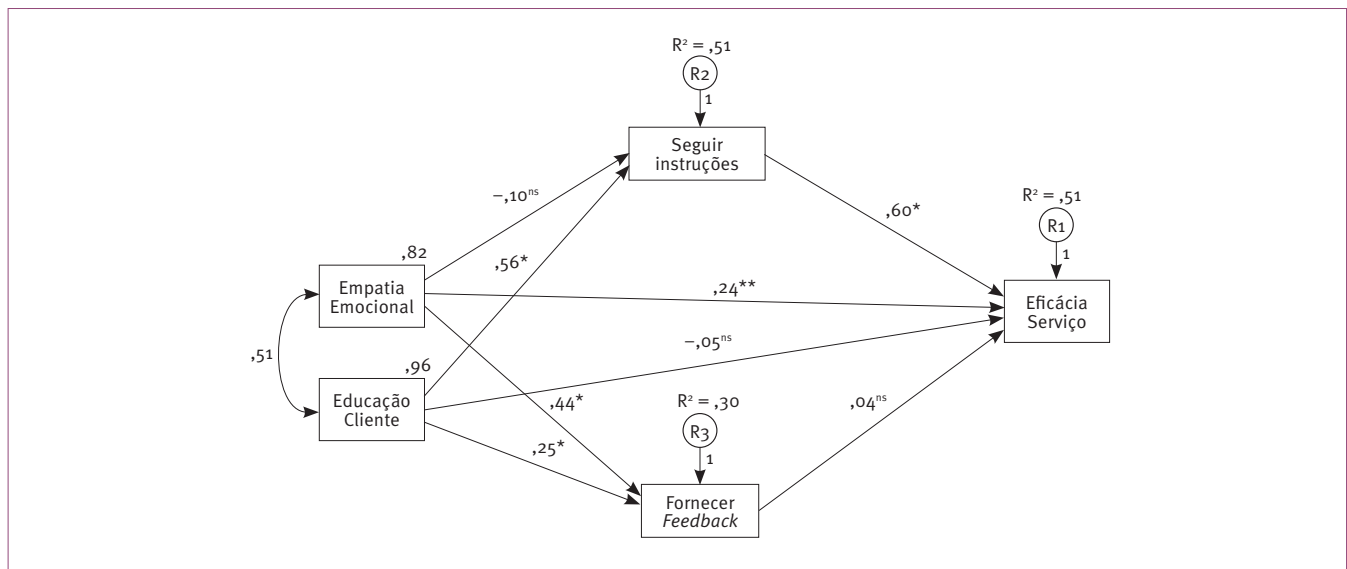 R² = ,51
R2
1
Seguir
instruções
–,10ns
,60*
R² = ,51
R1
1
,56*
,82
Empatia
Emocional
,24**
Eficácia
Serviço
,51
–,05ns
,96
Educação
Cliente
,44*
R² = ,30
,04ns
R3
,25*
1
Fornecer
Feedback